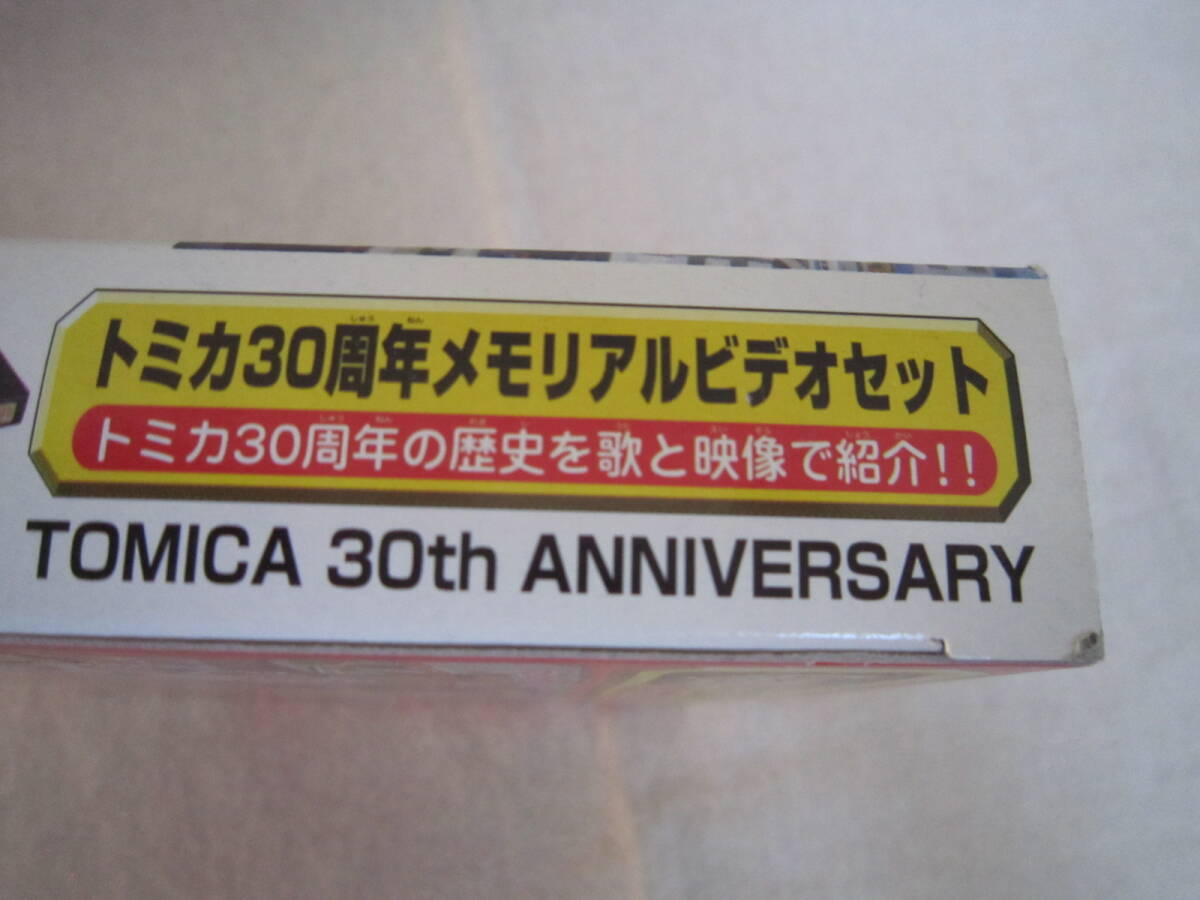 トミカ30周年メモリアルビデオセット
トミカ30周年の歴史を歌と映像で紹介!!
TOMICA 30th ANNIVERSARY